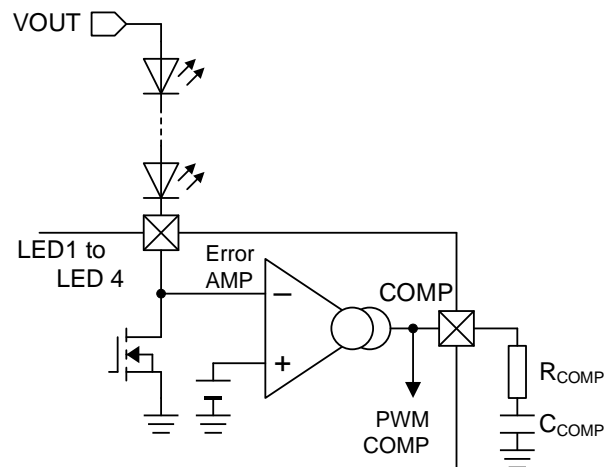 VOUT
LED1 to
LED 4
Error
AMP
−
+
COMP
PWM
COMP
RCOMP
CCOMP